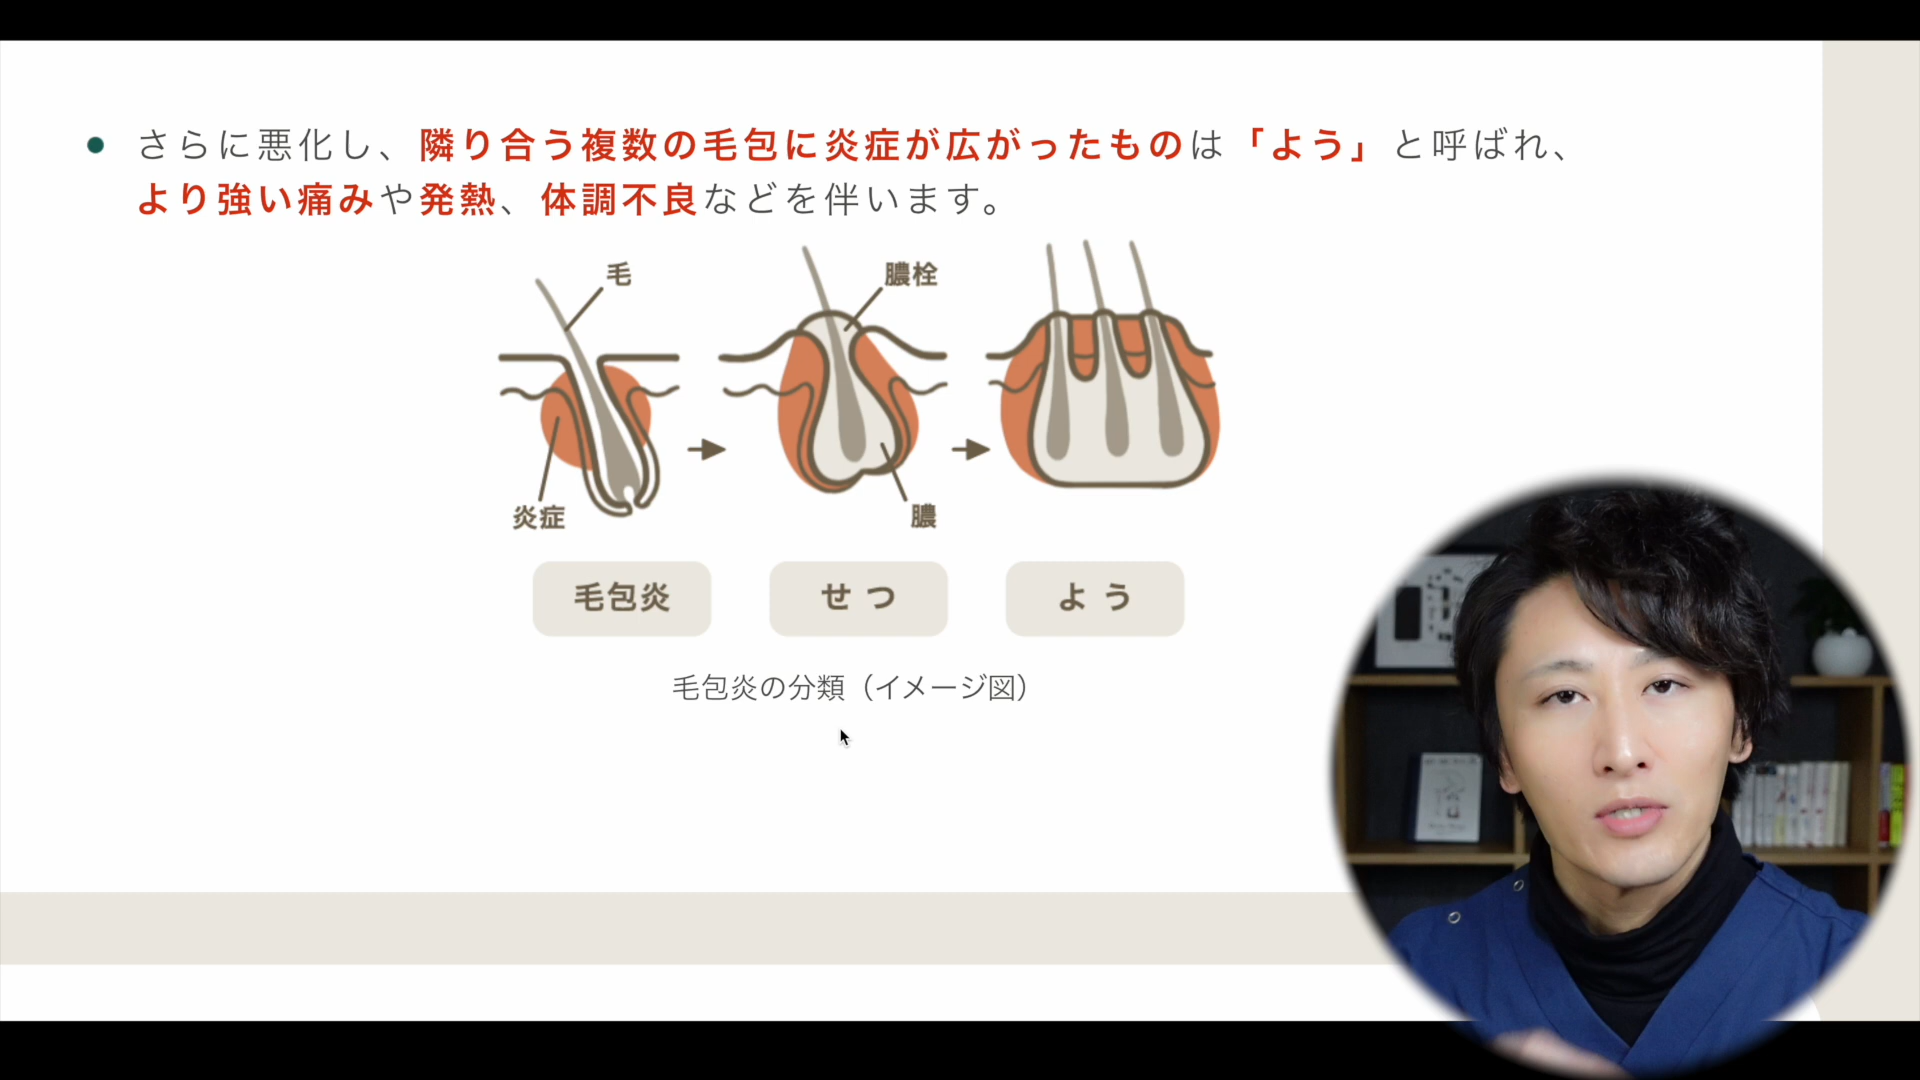 さらに悪化し、隣り合う複数の毛包に炎症が広がったものは「よう」と呼ばれ、
より強い痛みや発熱、体調不良などを伴います。
毛
膿栓
炎症
膿
毛包炎
せつ
よう
毛包炎の分類（イメージ図）